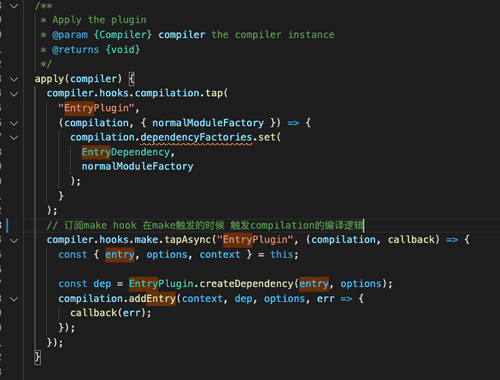 /**
* Apply the plugin
* @param {Compiler} compiler the compiler instance
* @returns {void}
*/
apply(compiler) {
compiler.hooks.compilation.tap(
"EntryPlugin",
(compilation, { normalModuleFactory }) => {
compilation.dependencyFactories.set(
EntryDependency,
normalModuleFactory
);
}
);
// 订阅make hook 在make触发的时候 触发compilation的编译逻辑
compiler.hooks.make.tapAsync("EntryPlugin", (compilation, callback) => {
const { entry, options, context } = this;
const dep = EntryPlugin.createDependency(entry, options);
compilation.addEntry(context, dep, options, err => {
callback(err);
});
});
}